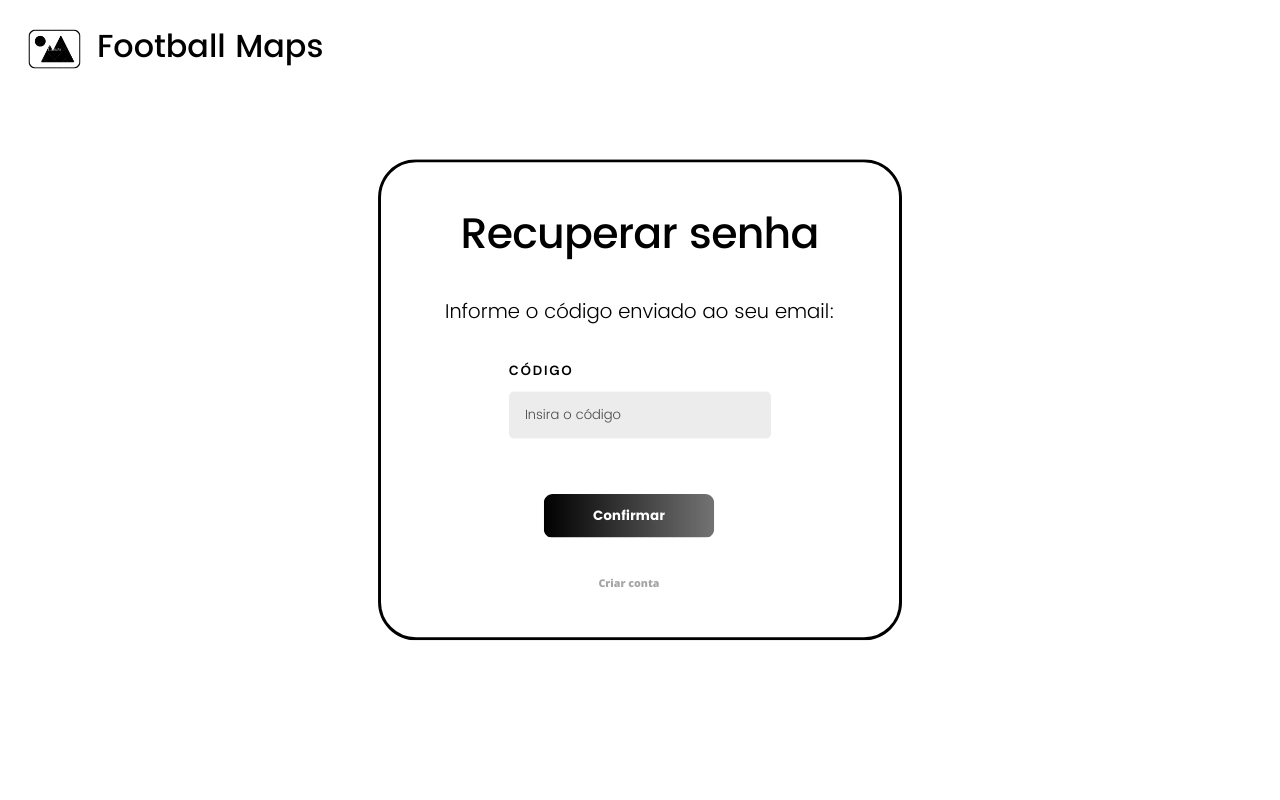 Football Maps
Recuperar senha
Informe o código enviado ao seu email:
CÓDIGO
Insira o código
Confirmar
Criar conta